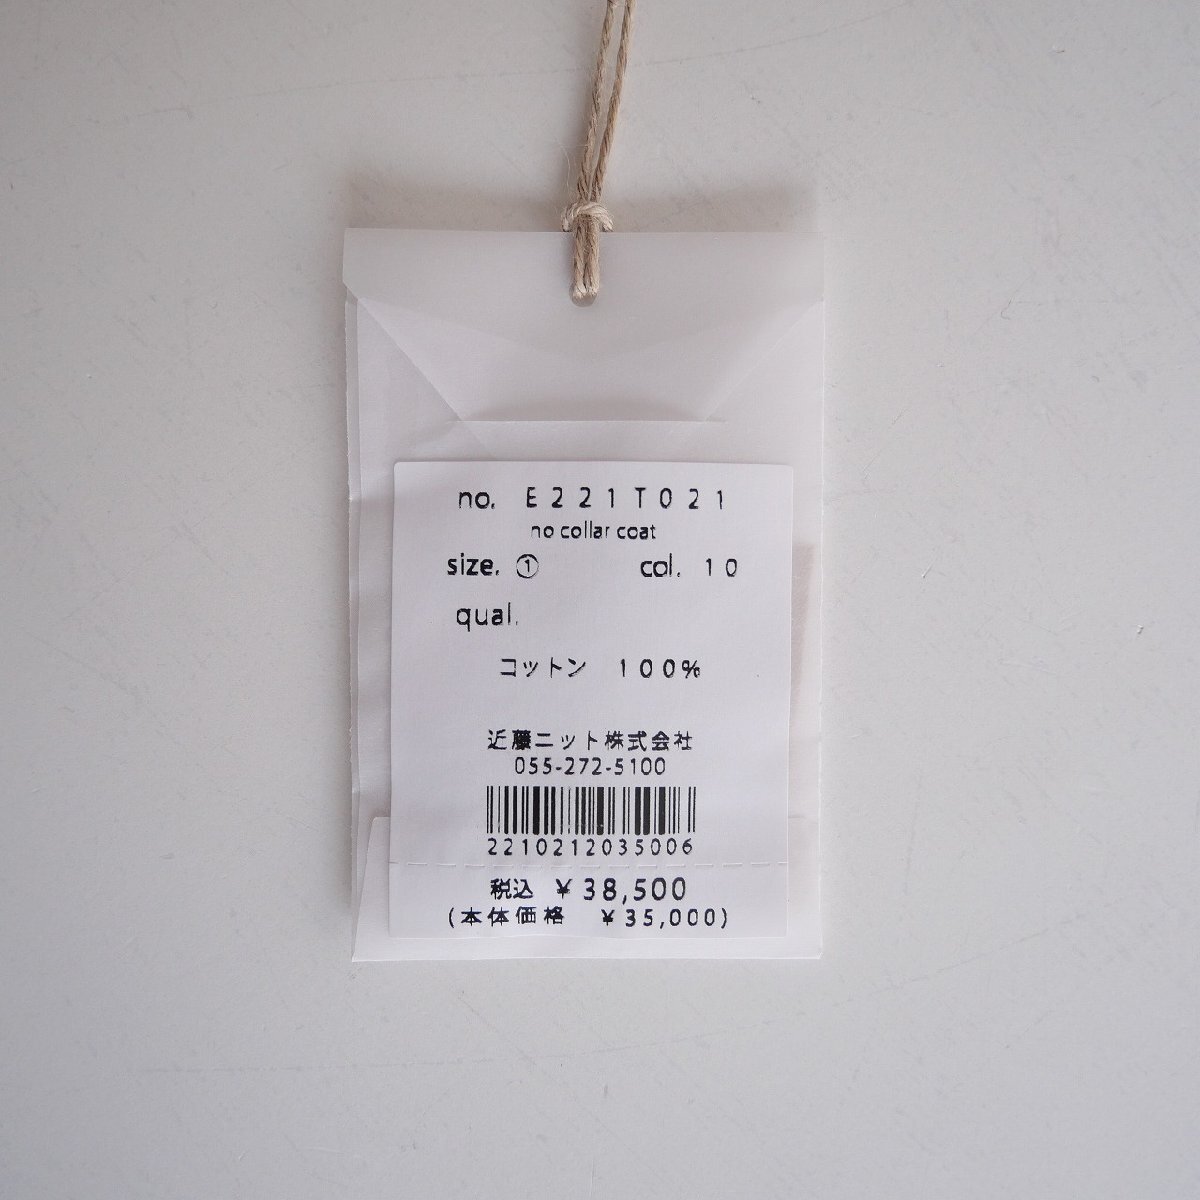 no. E221T021
no collar coat
size. ① col. 10
qual.
コットン 100%
近藤ニット株式会社
055-272-5100
2210212035006
税込 ¥38,500
(本体価格 ¥35,000)